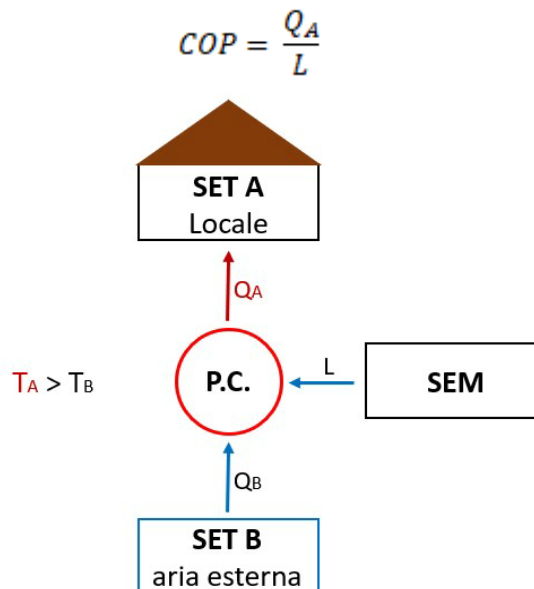 COP = Q_A / L
SET A
Locale
QA
TA > TB
P.C.
L
SEM
QB
SET B
aria esterna